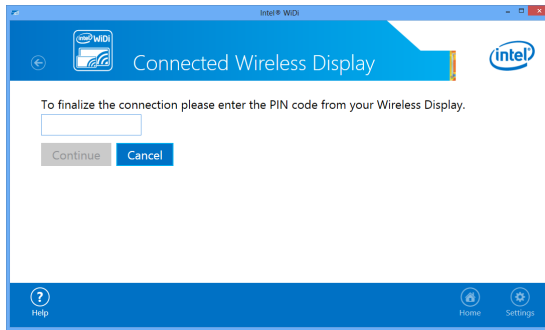 Intel® WiDi
intel WiDi
Connected Wireless Display
intel
To finalize the connection please enter the PIN code from your Wireless Display.
Continue
Cancel
?
Help
Home
Settings